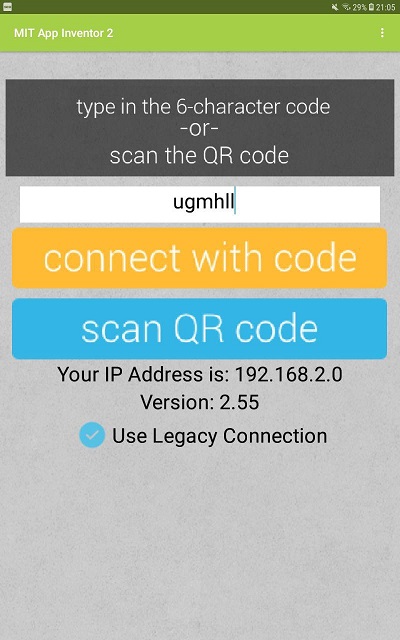 29% 21:05
MIT App Inventor 2
type in the 6-character code
-or-
scan the QR code
ugmhll
connect with code
scan QR code
Your IP Address is: 192.168.2.0
Version: 2.55
Use Legacy Connection